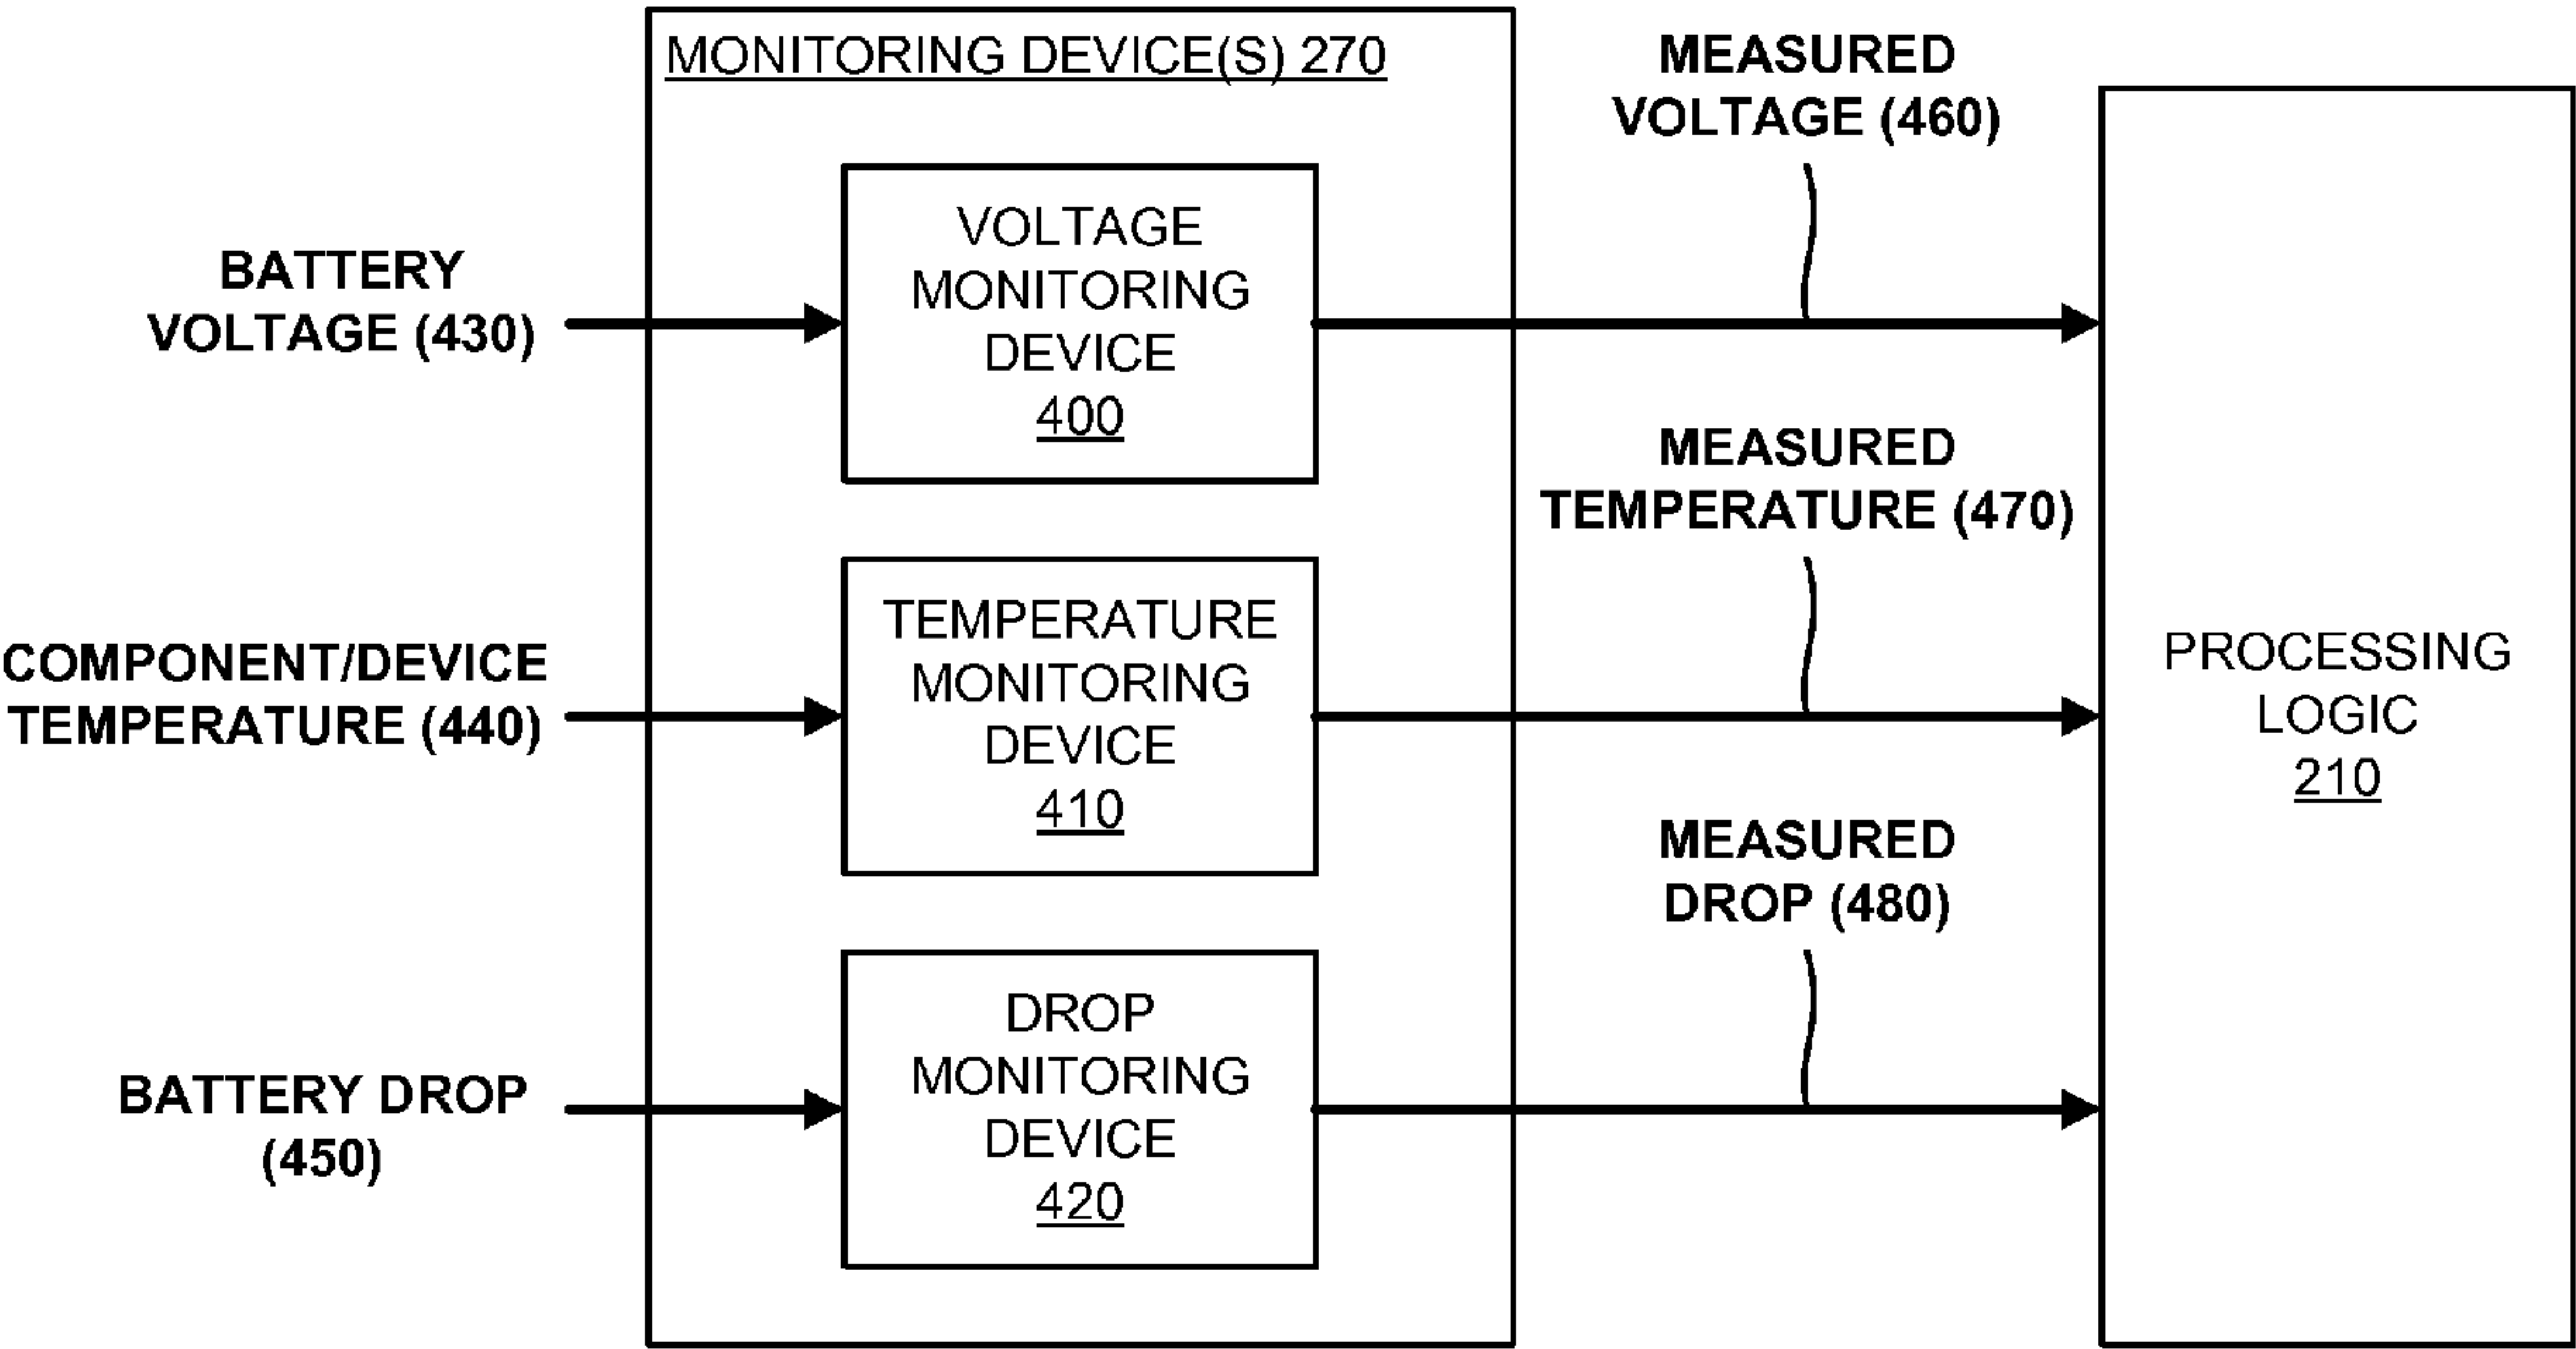 MONITORING DEVICE(S) 270
BATTERY
VOLTAGE (430)
VOLTAGE
MONITORING
DEVICE
400
MEASURED
VOLTAGE (460)
COMPONENT/DEVICE
TEMPERATURE (440)
TEMPERATURE
MONITORING
DEVICE
410
MEASURED
TEMPERATURE (470)
BATTERY DROP
(450)
DROP
MONITORING
DEVICE
420
MEASURED
DROP (480)
PROCESSING
LOGIC
210